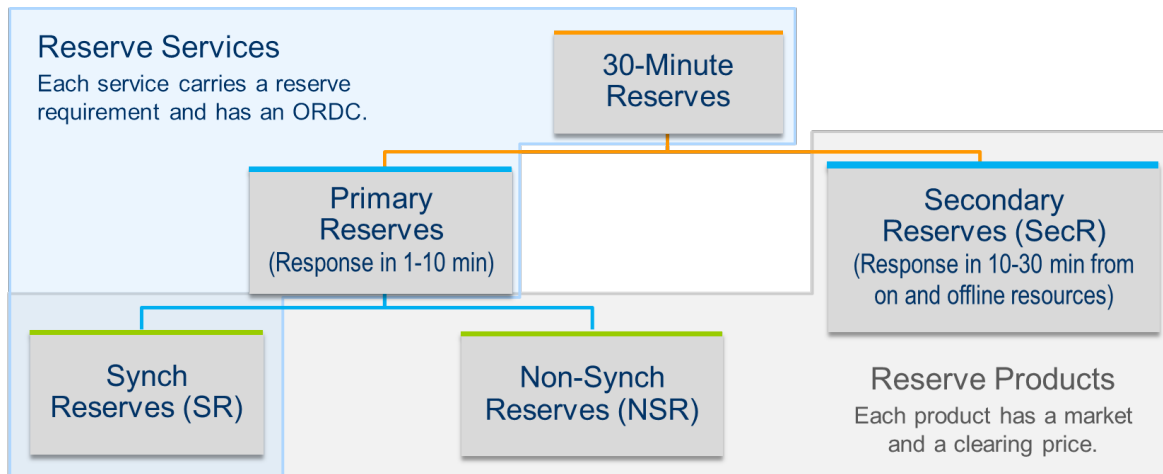 Reserve Services
Each service carries a reserve
requirement and has an ORDC.
30-Minute
Reserves
Primary
Reserves
(Response in 1-10 min)
Secondary
Reserves (SecR)
(Response in 10-30 min from
on and offline resources)
Synch
Reserves (SR)
Non-Synch
Reserves (NSR)
Reserve Products
Each product has a market
and a clearing price.